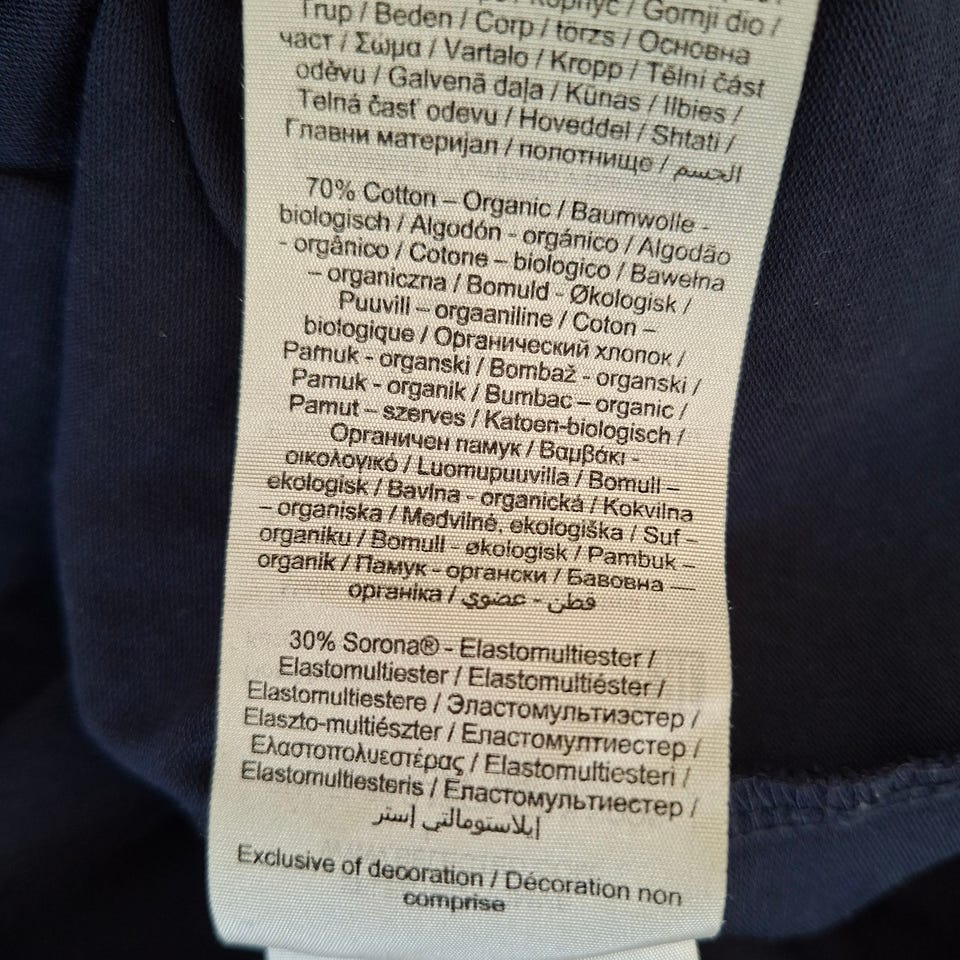 Корпус / Gornji dio /
Trup / Beden / Corp / törzs / Основна
част / Σώμα / Vartalo / Kropp / Tělní část
oděvu / Galvenā daļa / Kūnas / Ilbies /
Telná časť odevu / Hoveddel / Shtati /
Главни материјал / полотнище / الجسم
70% Cotton – Organic / Baumwolle -
biologisch / Algodón - orgánico / Algodão
- orgânico / Cotone – biologico / Bawełna
– organiczna / Bomuld - Økologisk /
Puuvill – orgaaniline / Coton –
biologique / Органический хлопок /
Pamuk - organski / Bombaž - organski /
Pamuk - organik / Bumbac – organic /
Pamut – szerves / Katoen-biologisch /
Органичен памук / Βαμβάκι -
οικολογικό / Luomupuuvilla / Bomull –
ekologisk / Bavlna - organická / Kokvilna
– organiska / Medvilnė, ekologiška / Suf –
organiku / Bomull - økologisk / Pambuk –
organik / Памук - органски / Бавовна —
органіка / قطن - عضوي
30% Sorona® - Elastomultiester /
Elastomultiester / Elastomultiéster /
Elastomultiestere / Эластомультиэстер /
Elaszto-multiészter / Еластомултиестер /
Ελαστοπολυεστέρας / Elastomultiesteri /
Elastomultiesteris / Еластомультиестер /
إيلاستومالتي إستر
Exclusive of decoration / Décoration non
comprise